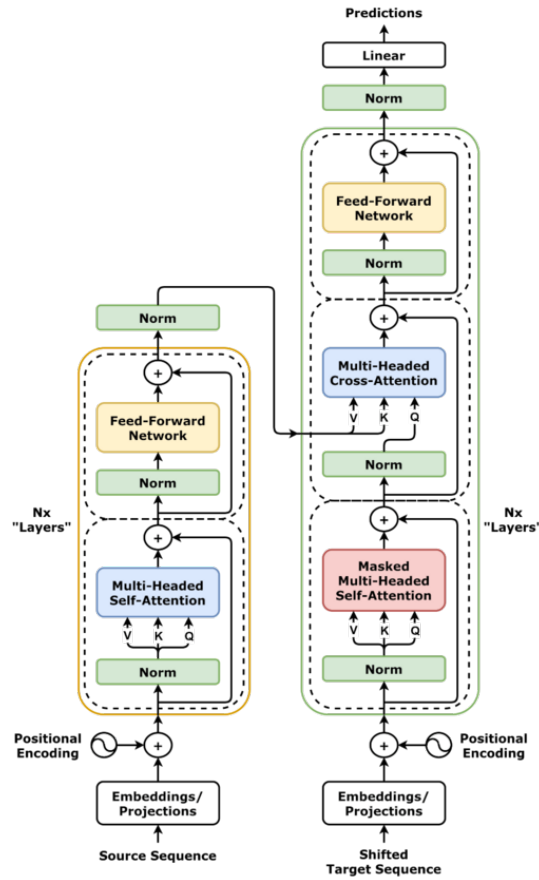 Predictions
Linear
Norm
+
Feed-Forward
Network
Norm
+
Multi-Headed
Cross-Attention
V K Q
Norm
+
Masked
Multi-Headed
Self-Attention
V K Q
Norm
Nx
"Layers"
+
Positional
Encoding
Embeddings/
Projections
Shifted
Target Sequence
Norm
+
Feed-Forward
Network
Norm
+
Multi-Headed
Self-Attention
V K Q
Norm
Nx
"Layers"
+
Positional
Encoding
Embeddings/
Projections
Source Sequence